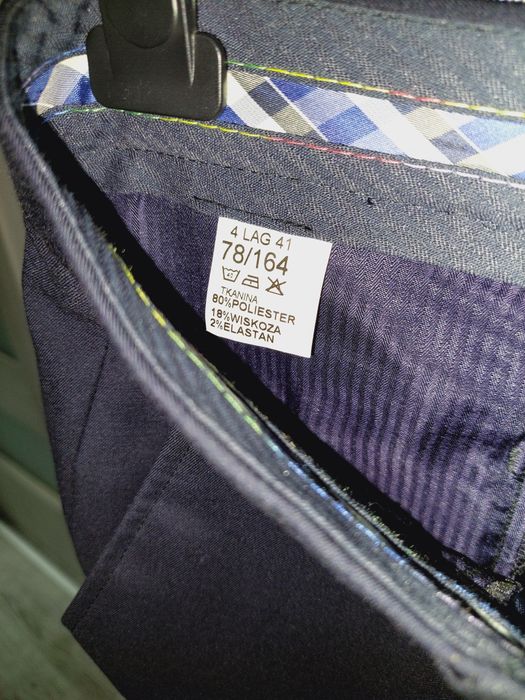 4 LAG 41
78/164
TKANINA
80%POLIESTER
18%WISKOZA
2%ELASTAN